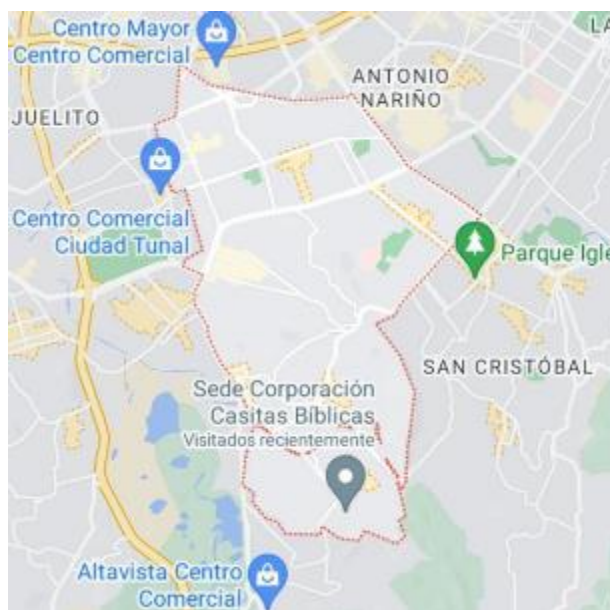 Centro Mayor
Centro Comercial
LA
ANTONIO
NARIÑO
JUELITO
Centro Comercial
Ciudad Tunal
Parque Igle
SAN CRISTÓBAL
Sede Corporación
Casitas Bíblicas
Visitados recientemente
Altavista Centro
Comercial